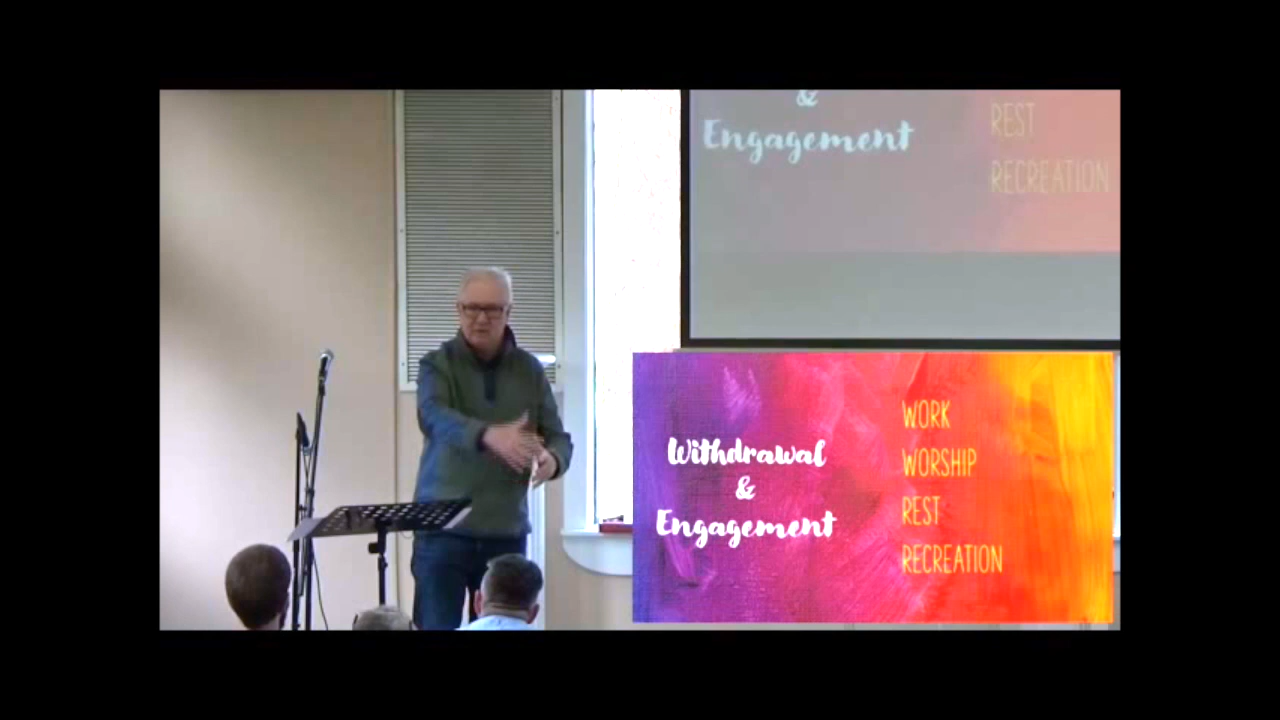 &
Engagement
REST
RECREATION
Withdrawal
&
Engagement
WORK
WORSHIP
REST
RECREATION